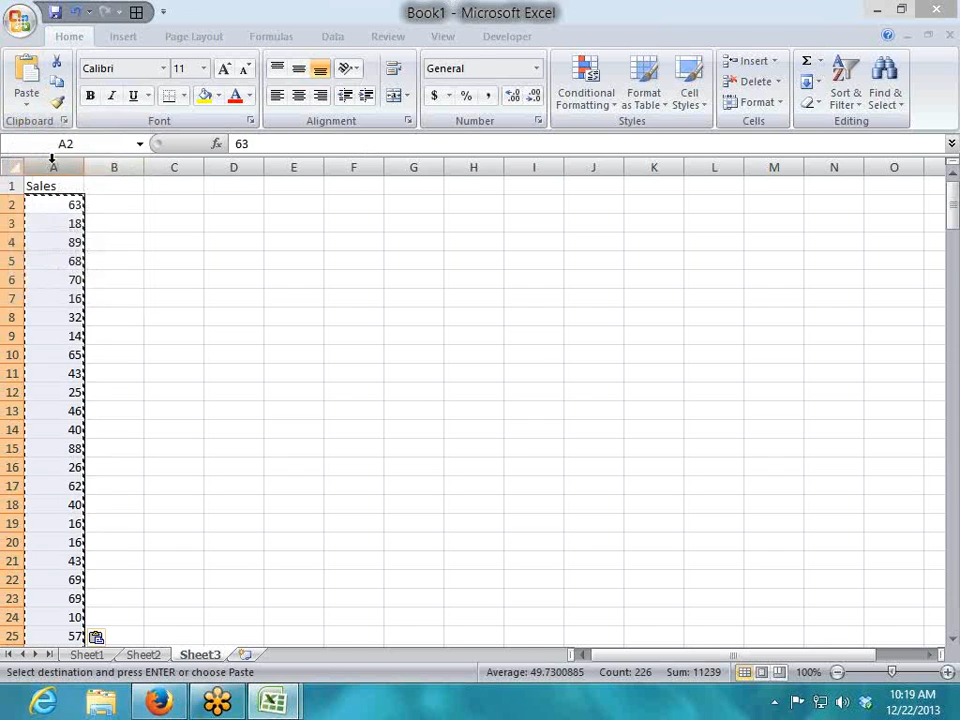 Book1 - Microsoft Excel
Home Insert Page Layout Formulas Data Review View Developer
Paste Calibri 11 A A General Insert Σ
B I U A $ % , .00 Conditional Formatting Format as Table Cell Styles Delete Format Sort & Filter Find & Select
Clipboard Font Alignment Number Styles Cells Editing
A2 fx 63
A B C D E F G H I J K L M N O
1 Sales
2 63
3 18
4 89
5 68
6 70
7 16
8 32
9 14
10 65
11 43
12 25
13 46
14 40
15 88
16 26
17 62
18 40
19 16
20 16
21 43
22 69
23 69
24 10
25 57
Sheet1 Sheet2 Sheet3
Select destination and press ENTER or choose Paste Average: 49.7300885 Count: 226 Sum: 11239 100%
10:19 AM
12/22/2013